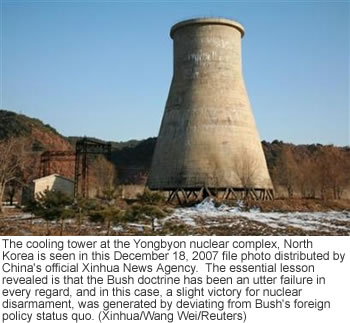 The cooling tower at the Yongbyon nuclear complex, North
Korea is seen in this December 18, 2007 file photo distributed by
China's official Xinhua News Agency.  The essential lesson
revealed is that the Bush doctrine has been an utter failure in
every regard, and in this case, a slight victory for nuclear
disarmament, was generated by deviating from Bush's foreign
policy status quo. (Xinhua/Wang Wei/Reuters)